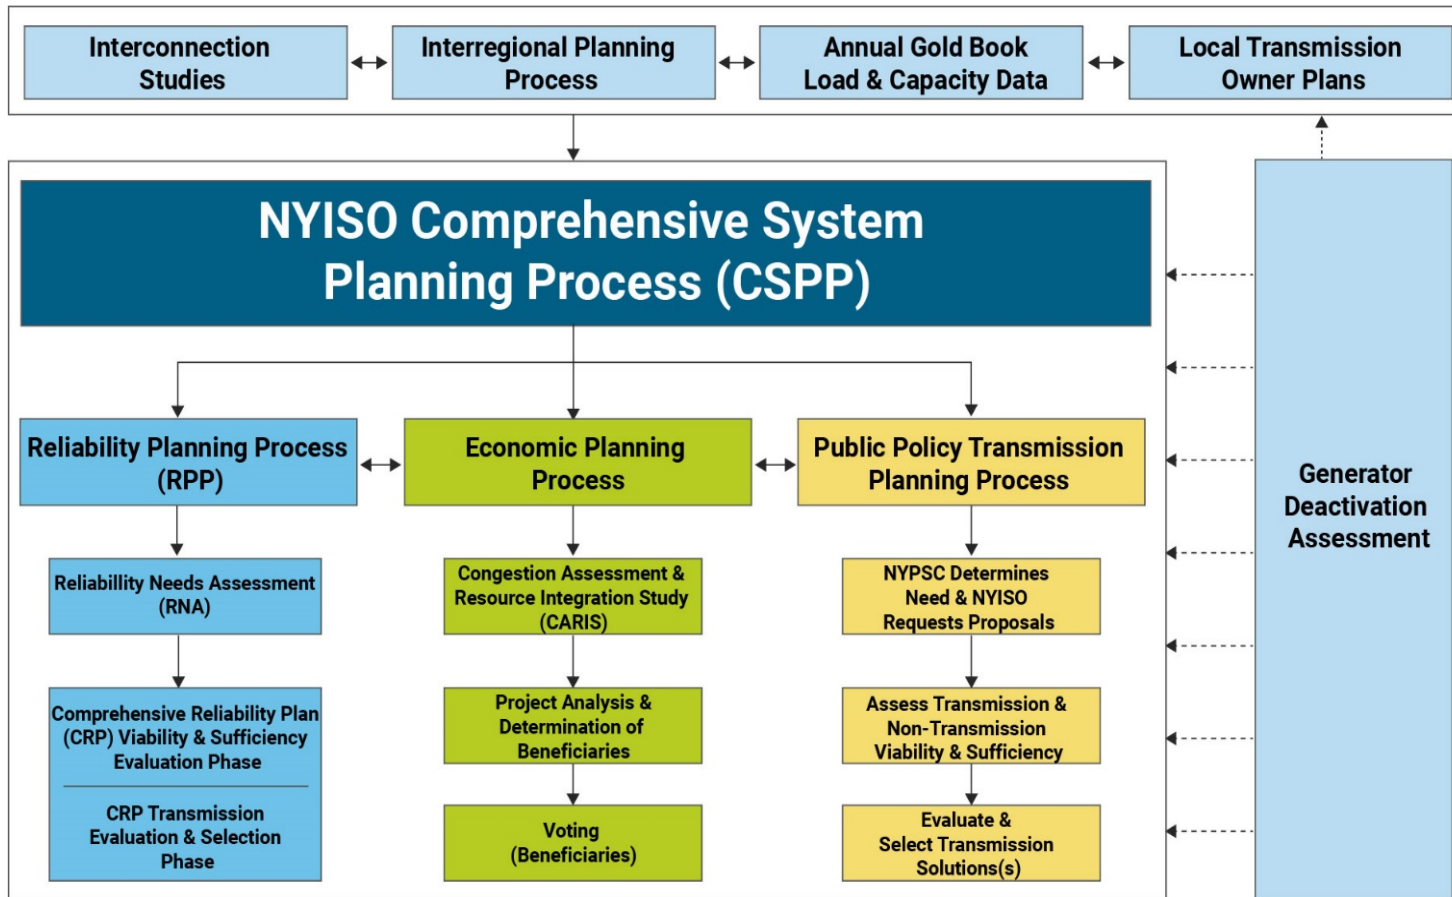 Interconnection
Studies
Interregional Planning
Process
Annual Gold Book
Load & Capacity Data
Local Transmission
Owner Plans
NYISO Comprehensive System
Planning Process (CSPP)
Reliability Planning Process
(RPP)
Economic Planning
Process
Public Policy Transmission
Planning Process
Generator
Deactivation
Assessment
Reliabillity Needs Assessment
(RNA)
Congestion Assessment &
Resource Integration Study
(CARIS)
NYPSC Determines
Need & NYISO
Requests Proposals
Comprehensive Reliability Plan
(CRP) Viability & Sufficiency
Evaluation Phase
CRP Transmission
Evaluation & Selection
Phase
Project Analysis &
Determination of
Beneficiaries
Assess Transmission &
Non-Transmission
Viability & Sufficiency
Voting
(Beneficiaries)
Evaluate &
Select Transmission
Solutions(s)